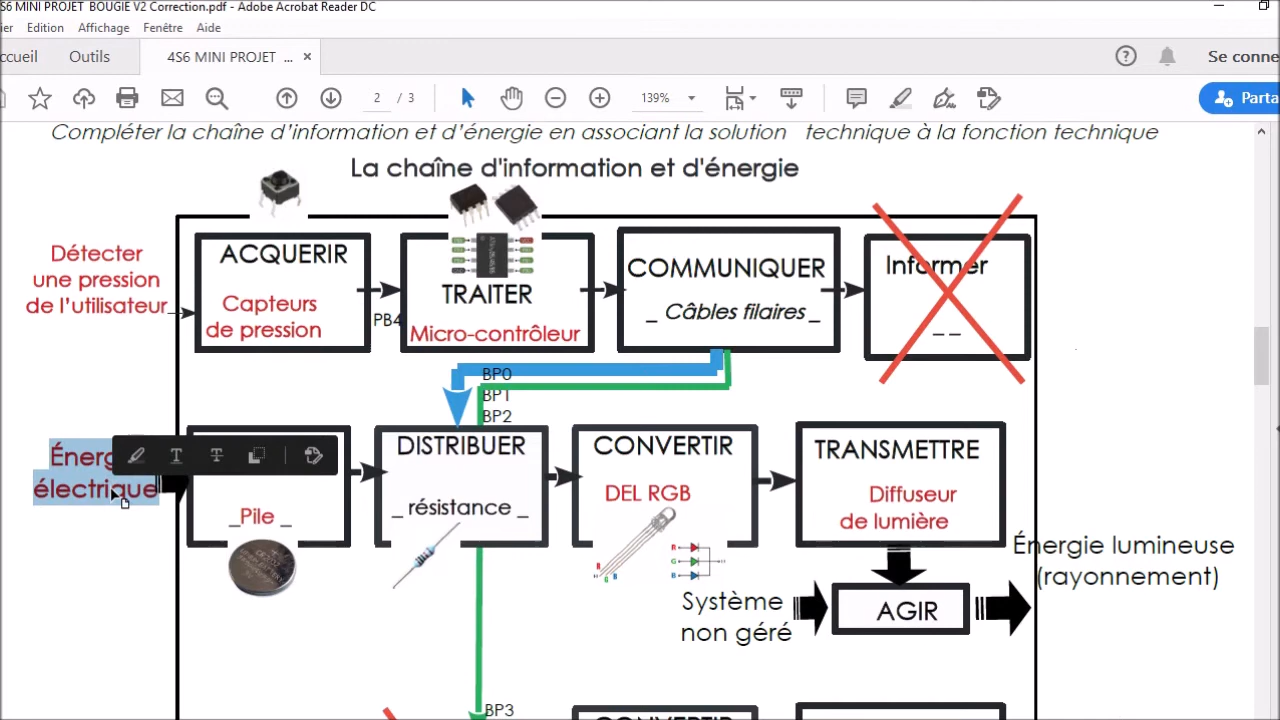 S6 MINI PROJET BOUGIE V2 Correction.pdf - Adobe Acrobat Reader DC
ier Edition Affichage Fenêtre Aide
ccueil Outils 4S6 MINI PROJET ... × Se conne
2 / 3 139% Parta
Compléter la chaîne d'information et d'énergie en associant la solution technique à la fonction technique
La chaîne d'information et d'énergie
Détecter
une pression
de l'utilisateur
ACQUERIR
Capteurs
de pression
PB4
TRAITER
Micro-contrôleur
COMMUNIQUER
_ Câbles filaires _
Informer
_ _
BP0
BP1
BP2
Énerg
électrique
_Pile _
DISTRIBUER
_ résistance _
CONVERTIR
DEL RGB
R
G
B
TRANSMETTRE
Diffuseur
de lumière
Énergie lumineuse
(rayonnement)
Système
non géré
AGIR
BP3
CONVERTIR